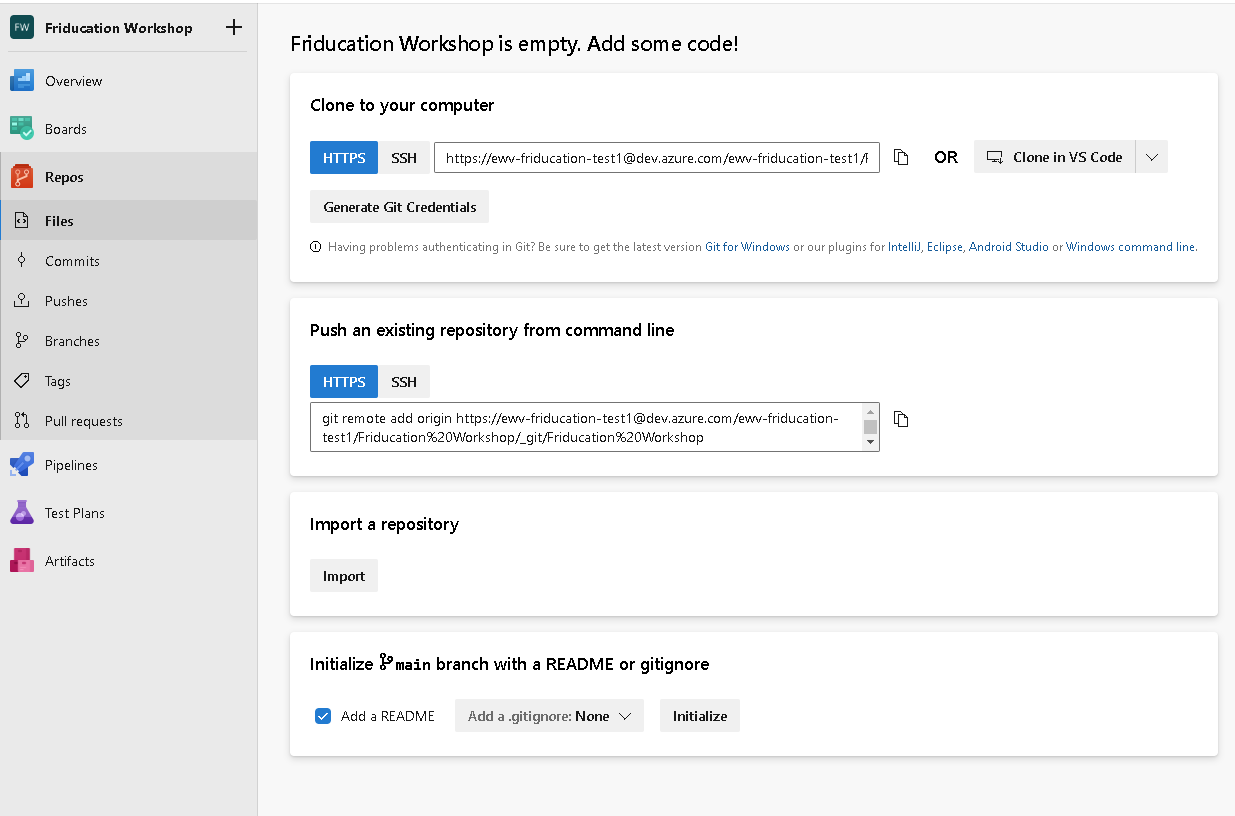 FW Friducation Workshop
Overview
Boards
Repos
Files
Commits
Pushes
Branches
Tags
Pull requests
Pipelines
Test Plans
Artifacts
Friducation Workshop is empty. Add some code!
Clone to your computer
HTTPS SSH https://ewv-friducation-test1@dev.azure.com/ewv-friducation-test1/F OR Clone in VS Code
Generate Git Credentials
Having problems authenticating in Git? Be sure to get the latest version Git for Windows or our plugins for IntelliJ, Eclipse, Android Studio or Windows command line.
Push an existing repository from command line
HTTPS SSH
git remote add origin https://ewv-friducation-test1@dev.azure.com/ewv-friducation-
test1/Friducation%20Workshop/_git/Friducation%20Workshop
Import a repository
Import
Initialize main branch with a README or gitignore
Add a README Add a .gitignore: None Initialize